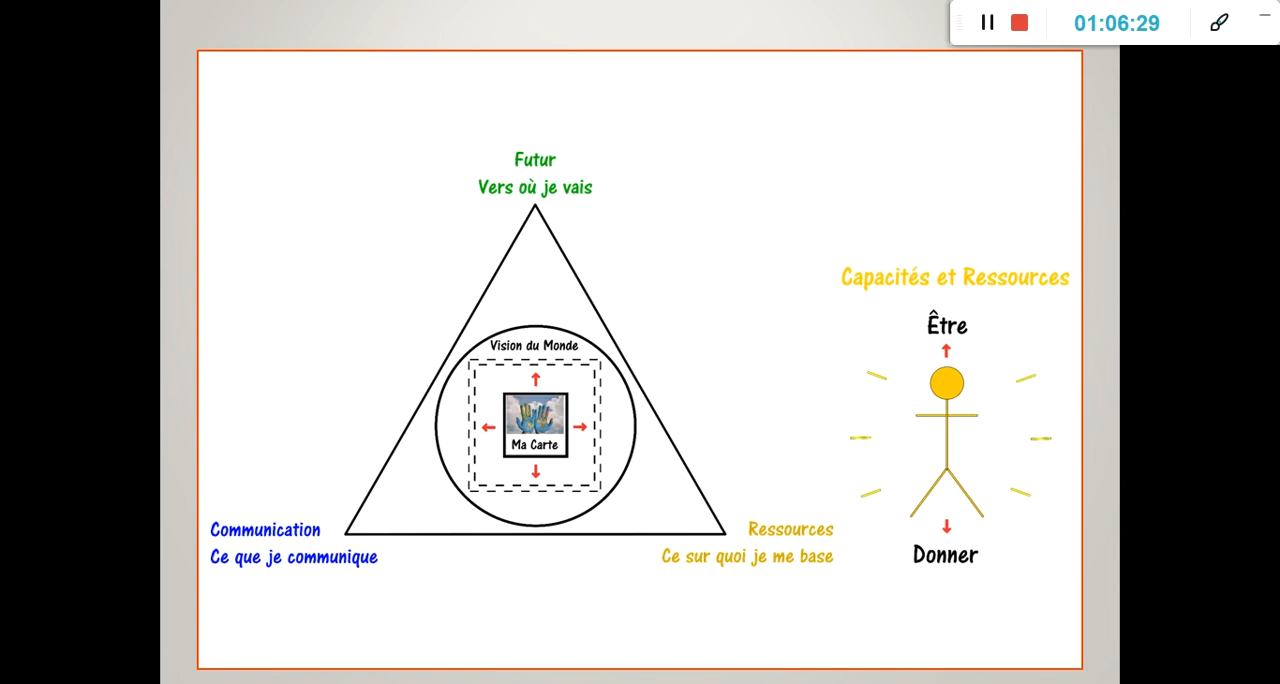 01:06:29
Futur
Vers où je vais
Capacités et Ressources
Être
Vision du Monde
Ma Carte
Communication
Ce que je communique
Ressources
Ce sur quoi je me base
Donner